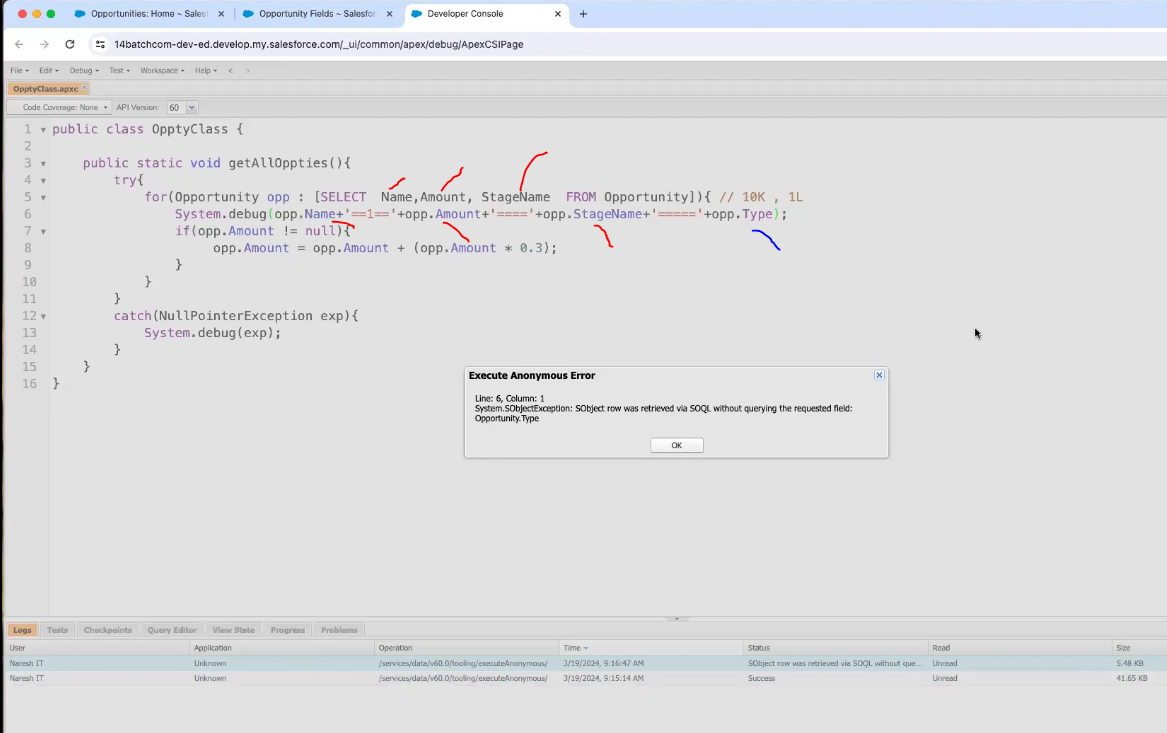 Opportunities: Home ~ Salesf
Opportunity Fields ~ Salesfor
Developer Console
14batchcom-dev-ed.develop.my.salesforce.com/_ui/common/apex/debug/ApexCSIPage
File Edit Debug Test Workspace Help < >
OpptyClass.apxc
Code Coverage: None API Version: 60
1 public class OpptyClass {
2
3 public static void getAllOppties(){
4 try{
5 for(Opportunity opp : [SELECT Name,Amount, StageName FROM Opportunity]){ // 10K , 1L
6 System.debug(opp.Name+'==1=='+opp.Amount+'===='+opp.StageName+'====='+opp.Type);
7 if(opp.Amount != null){
8 opp.Amount = opp.Amount + (opp.Amount * 0.3);
9 }
10 }
11 }
12 catch(NullPointerException exp){
13 System.debug(exp);
14 }
15 }
16 }
Execute Anonymous Error
Line: 6, Column: 1
System.SObjectException: SObject row was retrieved via SOQL without querying the requested field:
Opportunity.Type
OK
Logs Tests Checkpoints Query Editor View State Progress Problems
User Application Operation Time Status Read Size
Naresh IT Unknown /services/data/v60.0/tooling/executeAnonymous/ 3/19/2024, 9:16:47 AM SObject row was retrieved via SOQL without que... Unread 5.48 KB
Naresh IT Unknown /services/data/v60.0/tooling/executeAnonymous/ 3/19/2024, 9:15:14 AM Success Unread 41.65 KB